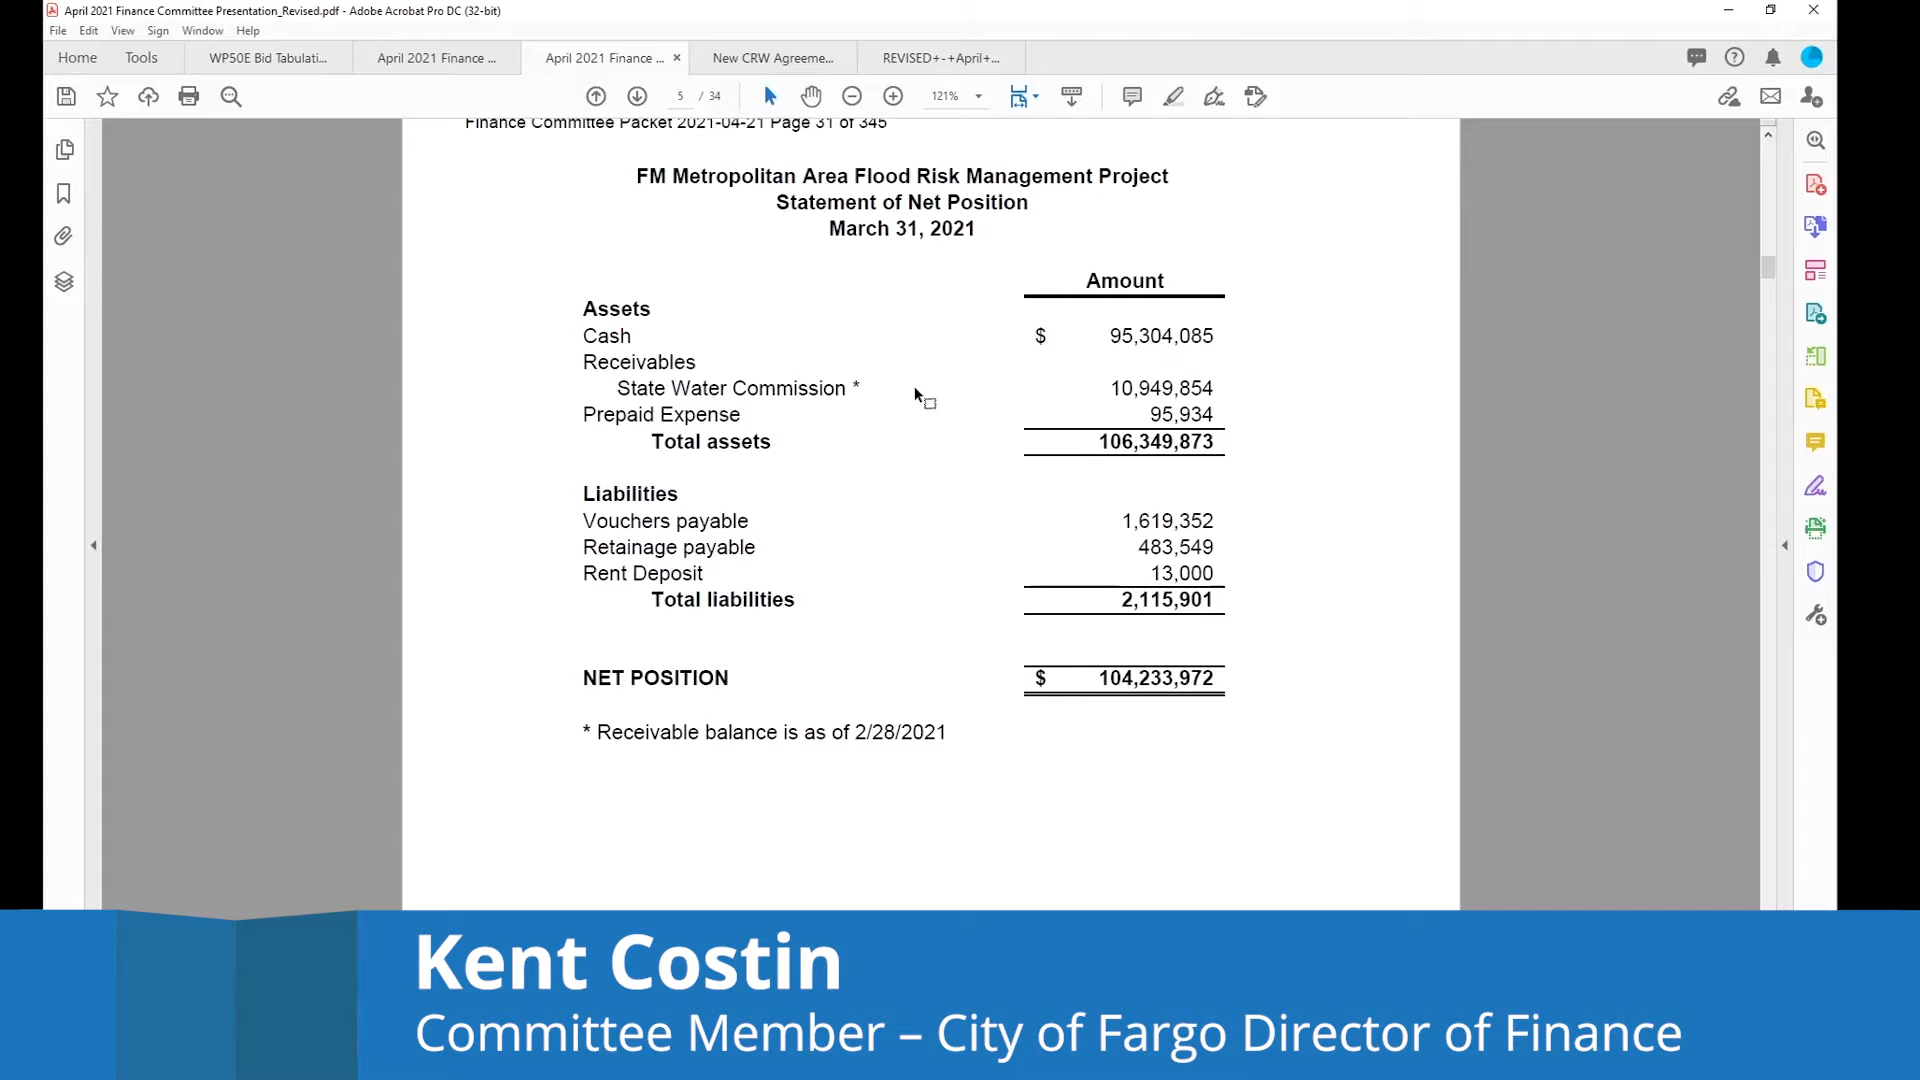 April 2021 Finance Committee Presentation_Revised.pdf - Adobe Acrobat Pro DC (32-bit)
File Edit View Sign Window Help
Home Tools WP50E Bid Tabulati... April 2021 Finance ... April 2021 Finance ... × New CRW Agreeme... REVISED+-+April+...
5 / 34 121%
Finance Committee Packet 2021-04-21 Page 31 of 345
FM Metropolitan Area Flood Risk Management Project
Statement of Net Position
March 31, 2021
Amount
Assets
Cash $ 95,304,085
Receivables
State Water Commission * 10,949,854
Prepaid Expense 95,934
Total assets 106,349,873
Liabilities
Vouchers payable 1,619,352
Retainage payable 483,549
Rent Deposit 13,000
Total liabilities 2,115,901
NET POSITION $ 104,233,972
* Receivable balance is as of 2/28/2021
Kent Costin
Committee Member – City of Fargo Director of Finance